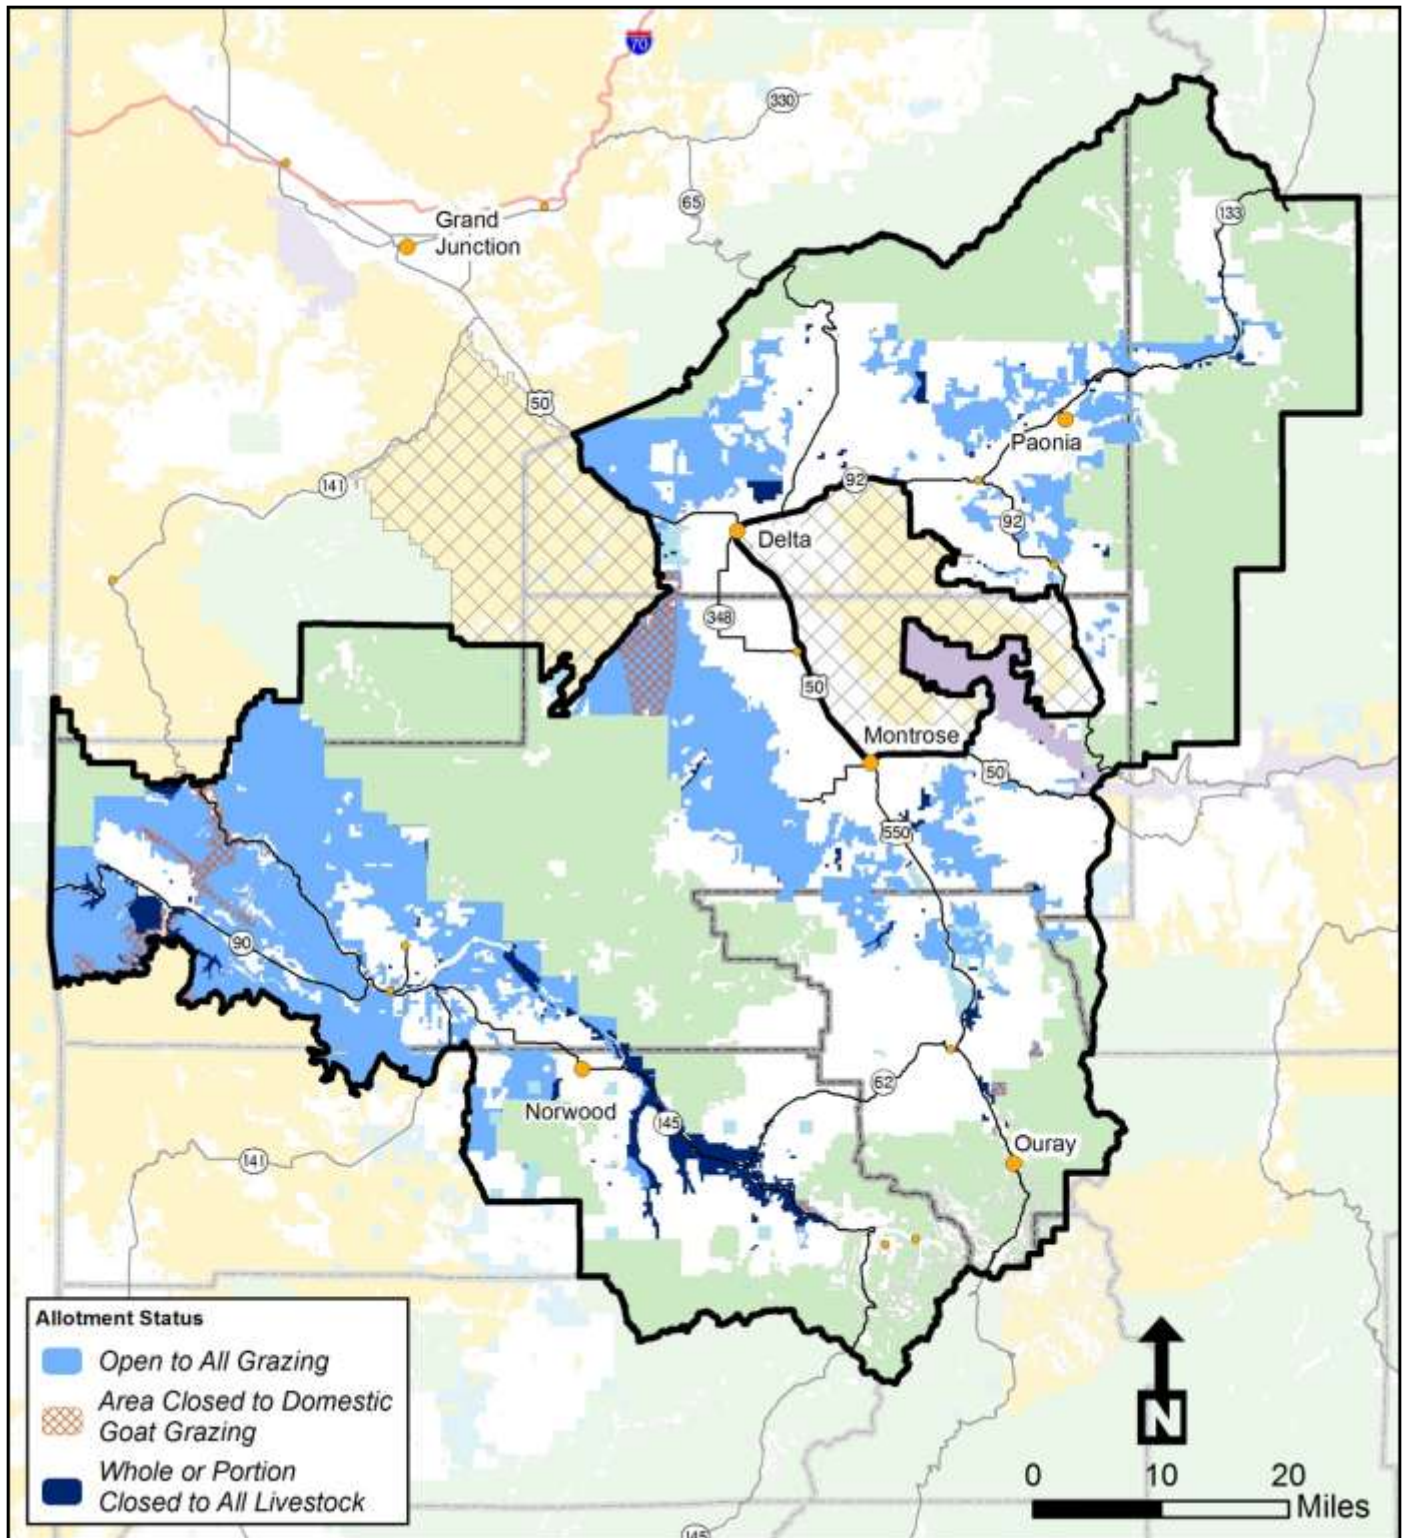 70
330
65
133
Grand
Junction
50
141
Paonia
92
92
Delta
348
50
Montrose
50
550
90
62
Norwood
145
141
Ouray
Allotment Status
Open to All Grazing
Area Closed to Domestic
Goat Grazing
Whole or Portion
Closed to All Livestock
N
0 10 20
Miles
145